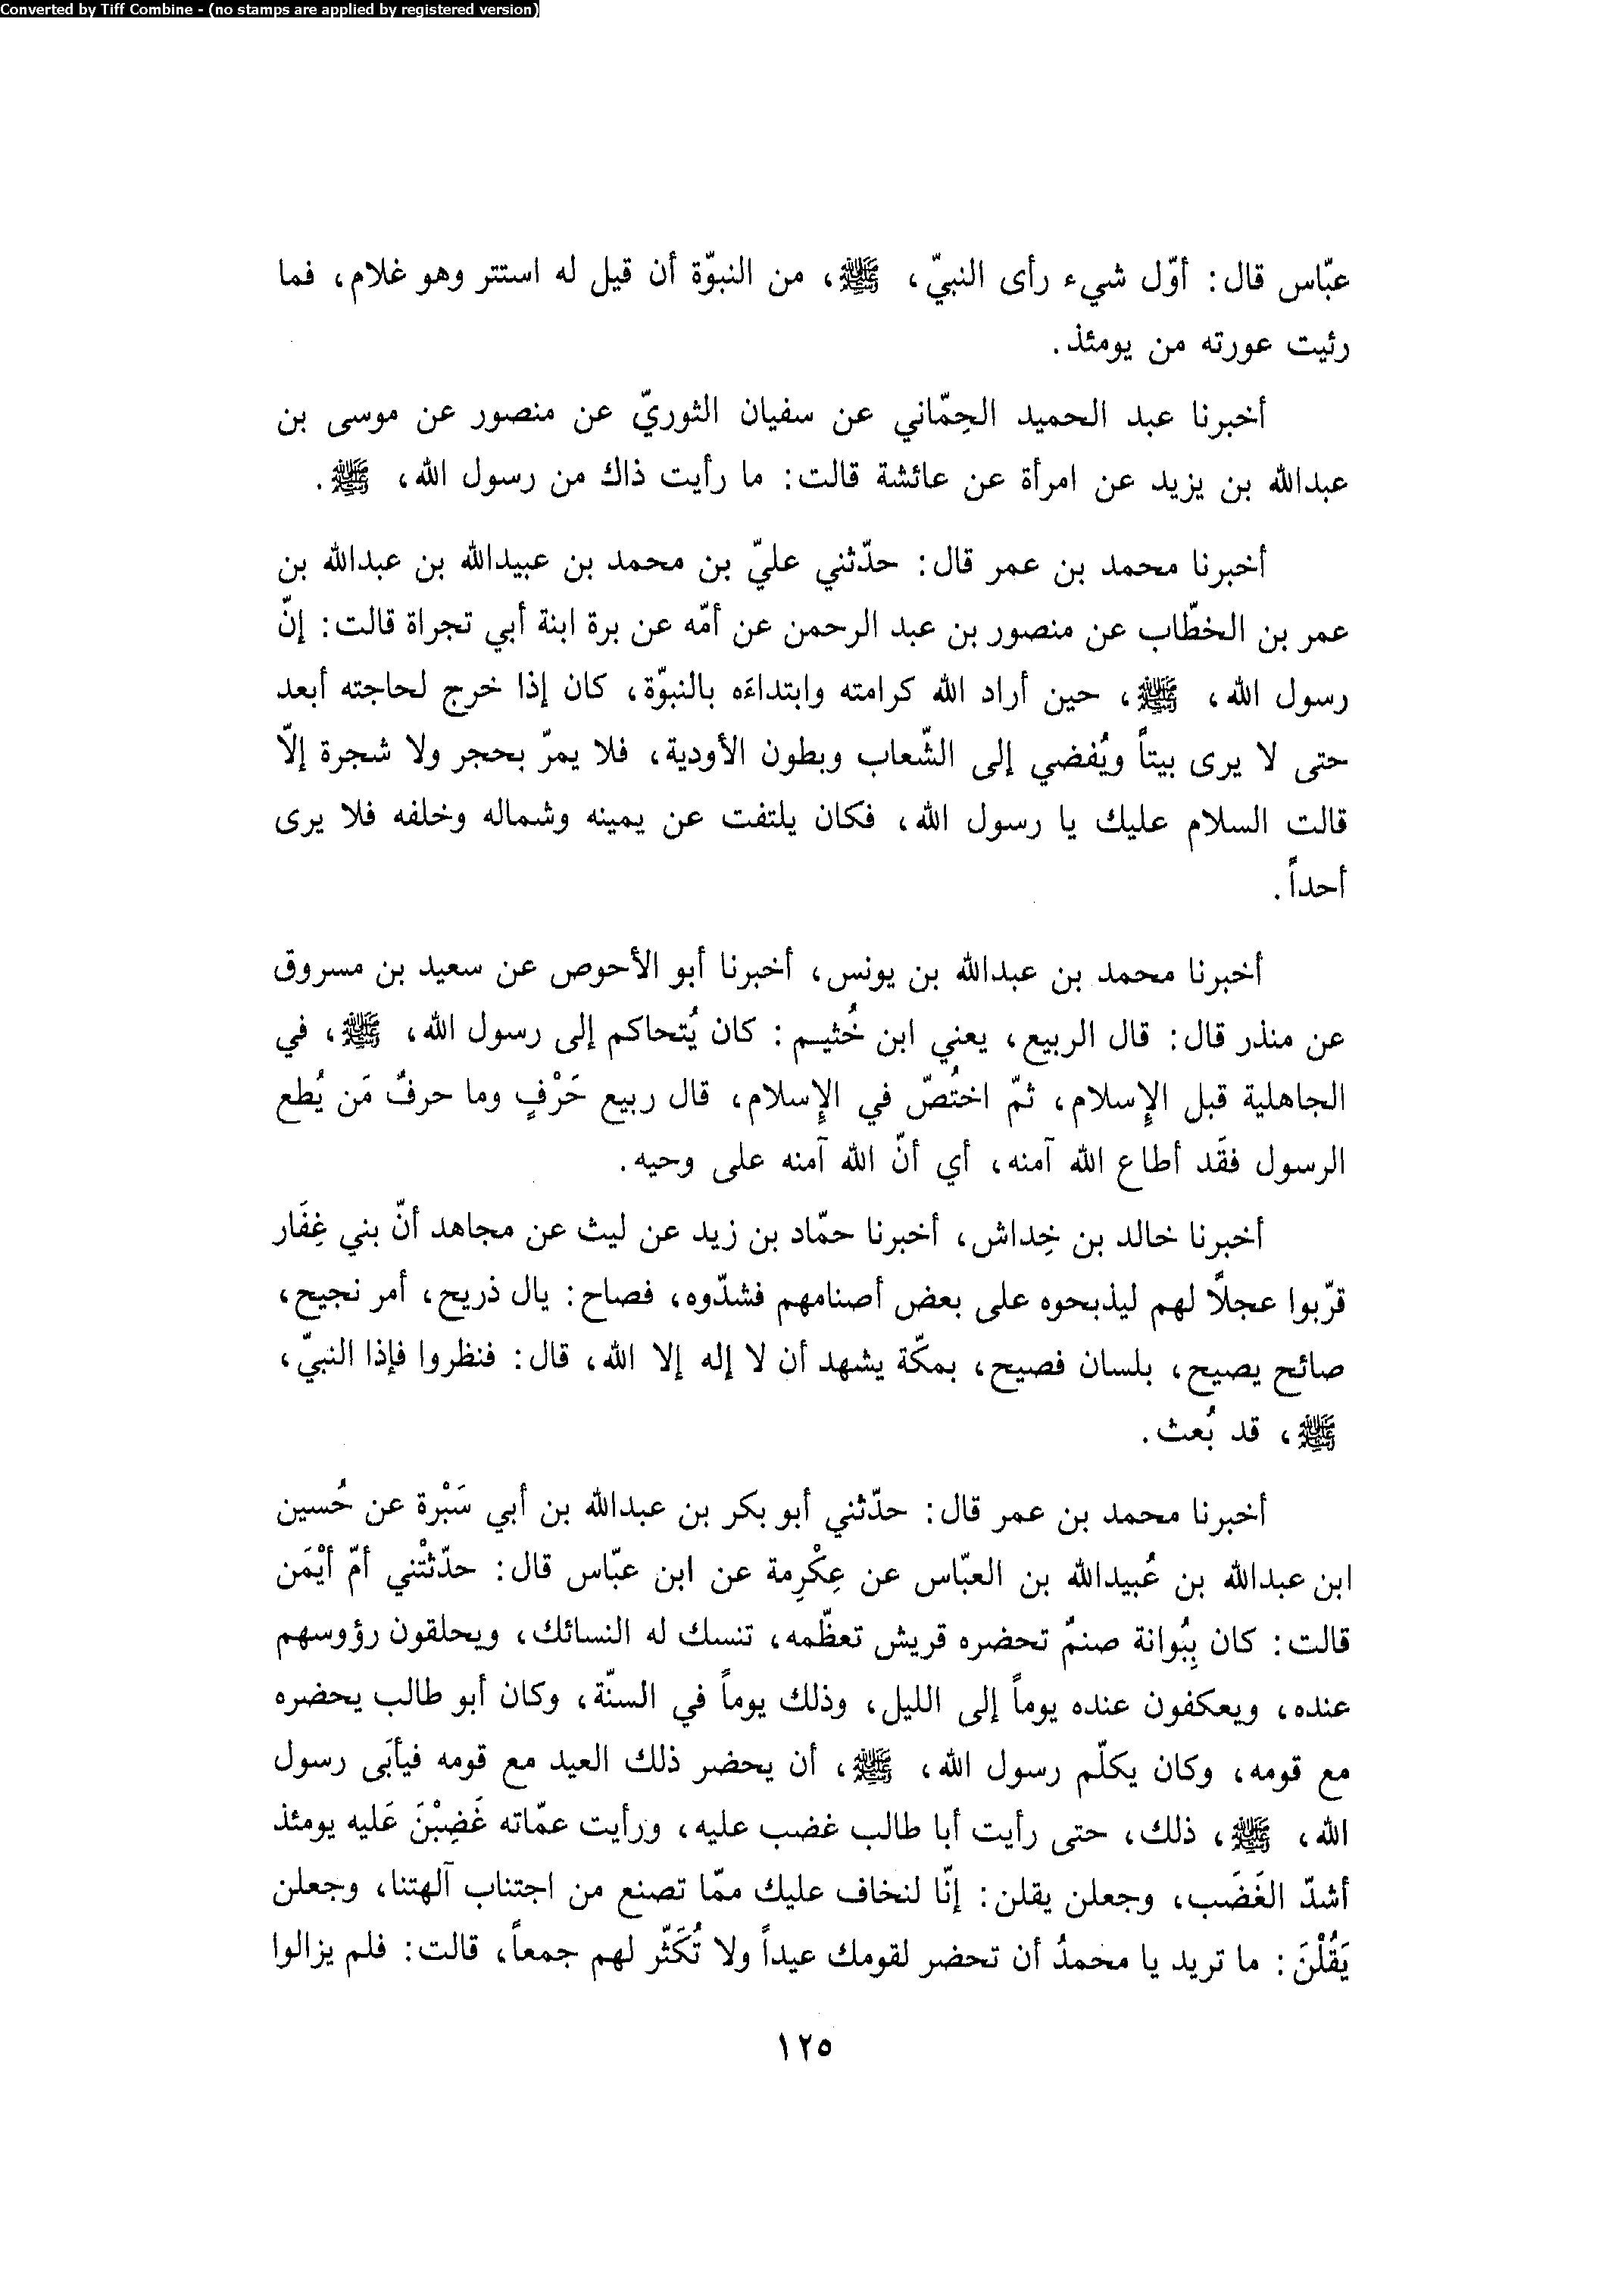 Converted by Tiff Combine - (no stamps are applied by registered version)
عبّاس قال: أوّل شيء رأى النبيّ، ﷺ، من النبوّة أن قيل له استتر وهو غلام، فما
رئيت عورته من يومئذ.
أخبرنا عبد الحميد الحِمّاني عن سفيان الثوريّ عن منصور عن موسى بن
عبدالله بن يزيد عن امرأة عن عائشة قالت: ما رأيت ذاك من رسول الله، ﷺ.
أخبرنا محمد بن عمر قال: حدّثني عليّ بن محمد بن عبيدالله بن عبدالله بن
عمر بن الخطّاب عن منصور بن عبد الرحمن عن أمّه عن برة ابنة أبي تجراة قالت: إنّ
رسول الله، ﷺ، حين أراد الله كرامته وابتداءَه بالنبوّة، كان إذا خرج لحاجته أبعد
حتى لا يرى بيتاً ويُفضي إلى الشّعاب وبطون الأودية، فلا يمرّ بحجر ولا شجرة إلاّ
قالت السلام عليك يا رسول الله، فكان يلتفت عن يمينه وشماله وخلفه فلا يرى
أحداً.
أخبرنا محمد بن عبدالله بن يونس، أخبرنا أبو الأحوص عن سعيد بن مسروق
عن منذر قال: قال الربيع، يعني ابن خُثيم: كان يُتحاكم إلى رسول الله، ﷺ، في
الجاهلية قبل الإسلام، ثمّ اختُصّ في الإسلام، قال ربيع حَرْفٍ وما حرفٌ مَن يُطع
الرسول فقَد أطاع الله آمنه، أي أنّ الله آمنه على وحيه.
أخبرنا خالد بن خِداش، أخبرنا حمّاد بن زيد عن ليث عن مجاهد أنّ بني غِفَار
قرّبوا عجلاً لهم ليذبحوه على بعض أصنامهم فشدّوه، فصاح: يال ذريح، أمر نجيح،
صائح يصيح، بلسان فصيح، بمكّة يشهد أن لا إله إلا الله، قال: فنظروا فإذا النبيّ،
ﷺ، قد بُعث.
أخبرنا محمد بن عمر قال: حدّثني أبو بكر بن عبدالله بن أبي سَبْرة عن حُسين
ابن عبدالله بن عُبيدالله بن العبّاس عن عِكْرِمة عن ابن عبّاس قال: حدّثتْني أمّ أيْمَن
قالت: كان بِبُوانة صنمٌ تحضره قريش تعظّمه، تنسك له النسائك، ويحلقون رؤوسهم
عنده، ويعكفون عنده يوماً إلى الليل، وذلك يوماً في السنّة، وكان أبو طالب يحضره
مع قومه، وكان يكلّم رسول الله، ﷺ، أن يحضر ذلك العيد مع قومه فيأبَى رسول
الله، ﷺ، ذلك، حتى رأيت أبا طالب غضب عليه، ورأيت عمّاته غَضِبْنَ عَليه يومئذ
أشدّ الغَضَب، وجعلن يقلن: إنّا لنخاف عليك ممّا تصنع من اجتناب آلهتنا، وجعلن
يَقُلْنَ: ما تريد يا محمدُ أن تحضر لقومك عيداً ولا تُكَثّر لهم جمعاً، قالت: فلم يزالوا
١٢٥